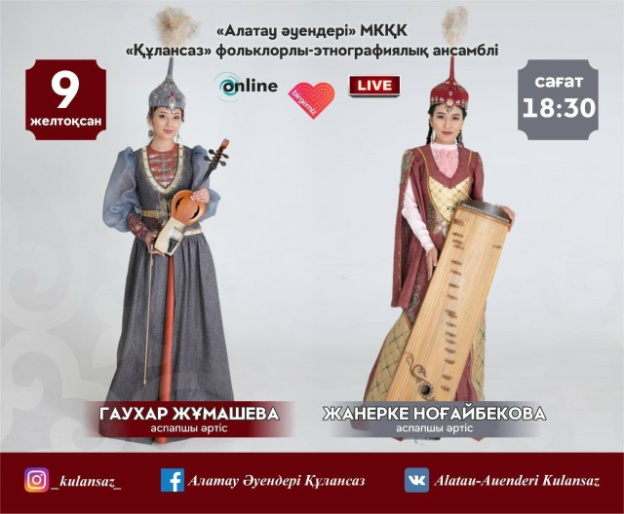 «Алатау әуендері» МКҚК
«Құлансаз» фольклорлы-этнографиялық ансамблі
9
желтоқсан
online
birgemiz
LIVE
сағат
18:30
ГАУХАР ЖҰМАШЕВА
аспапшы әртіс
ЖАНЕРКЕ НОҒАЙБЕКОВА
аспапшы әртіс
_kulansaz_
Алатау Әуендері Құлансаз
Alatau-Auenderi Kulansaz